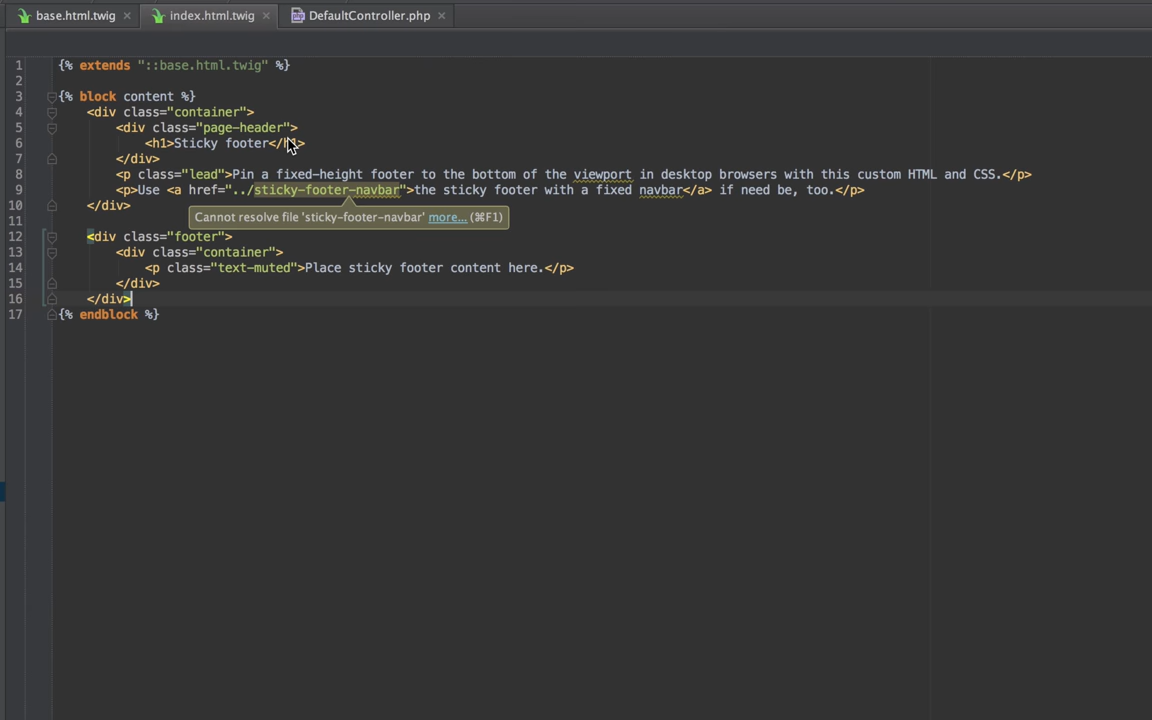 base.html.twig index.html.twig DefaultController.php
1 {% extends "::base.html.twig" %}
2
3 {% block content %}
4 <div class="container">
5 <div class="page-header">
6 <h1>Sticky footer</h1>
7 </div>
8 <p class="lead">Pin a fixed-height footer to the bottom of the viewport in desktop browsers with this custom HTML and CSS.</p>
9 <p>Use <a href="../sticky-footer-navbar">the sticky footer with a fixed navbar</a> if need be, too.</p>
10 </div>
Cannot resolve file 'sticky-footer-navbar' more... (⌘F1)
11
12 <div class="footer">
13 <div class="container">
14 <p class="text-muted">Place sticky footer content here.</p>
15 </div>
16 </div>
17 {% endblock %}